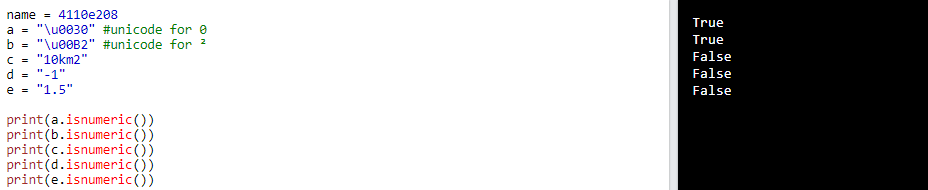 name = 4110e208
a = "\u0030" #unicode for 0
b = "\u00B2" #unicode for ²
c = "10km2"
d = "-1"
e = "1.5"
print(a.isnumeric())
print(b.isnumeric())
print(c.isnumeric())
print(d.isnumeric())
print(e.isnumeric())
True
True
False
False
False